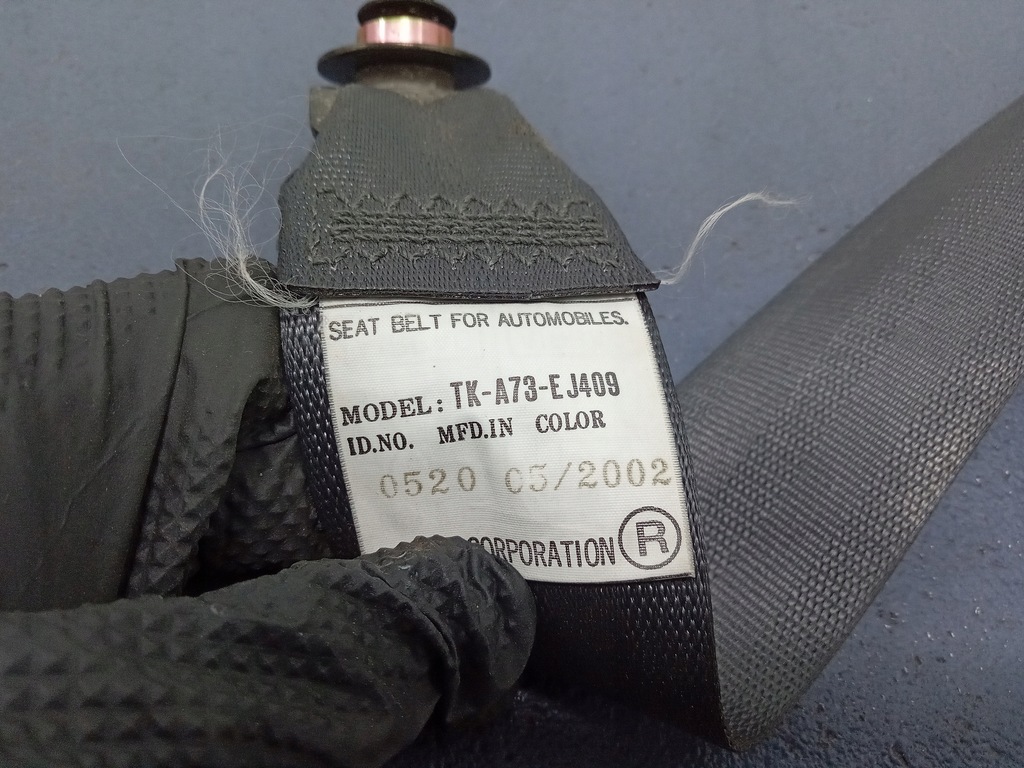 SEAT BELT FOR AUTOMOBILES.
MODEL: TK-A73-EJ409
ID.NO. MFD.IN COLOR
0520 05/2002
CORPORATION R